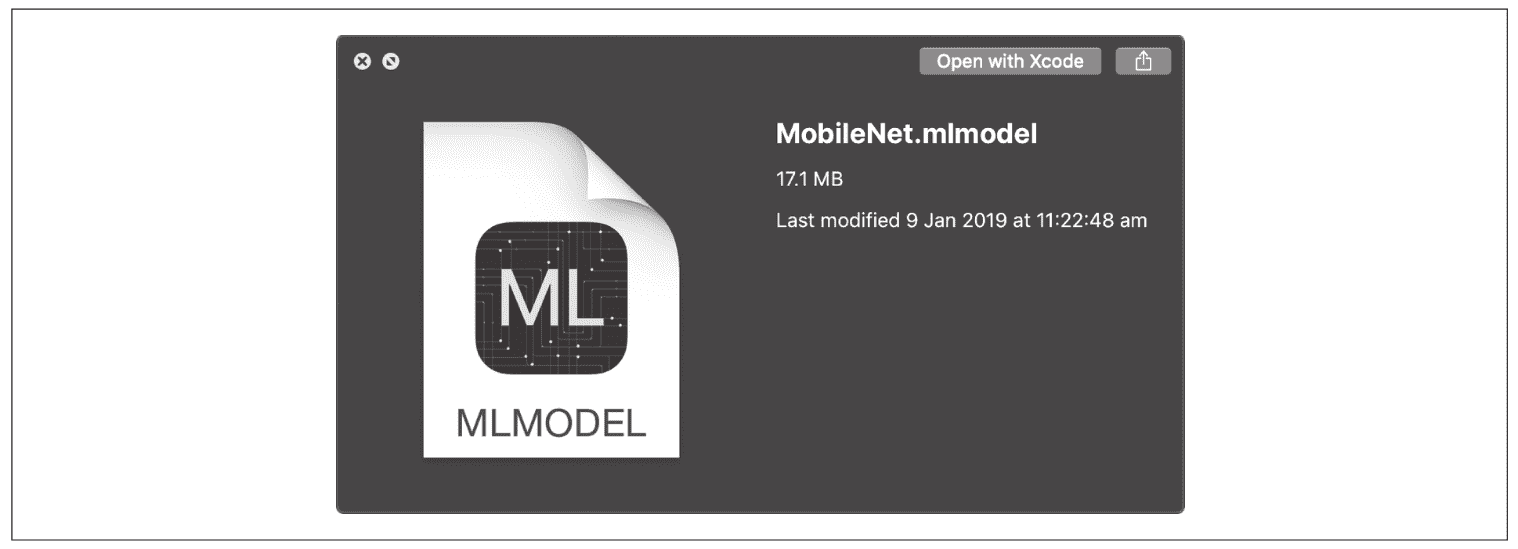 Open with Xcode
MobileNet.mlmodel
17.1 MB
Last modified 9 Jan 2019 at 11:22:48 am
ML
MLMODEL